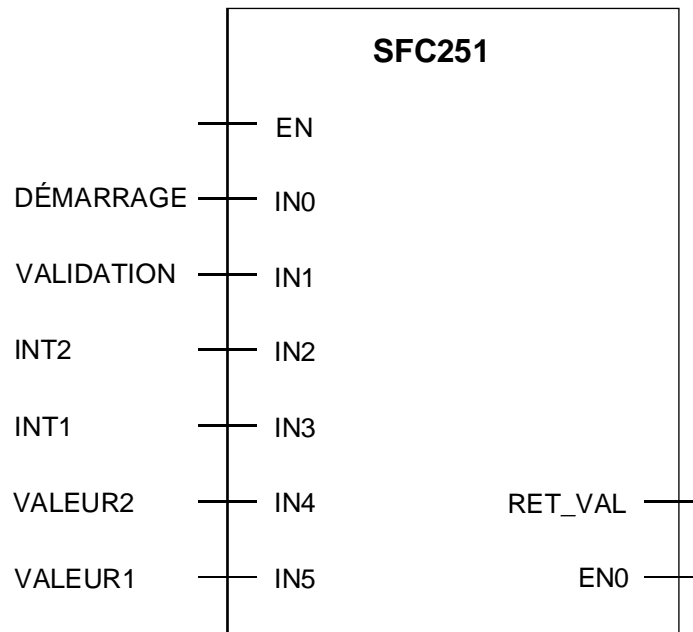 SFC251
EN
DÉMARRAGE IN0
VALIDATION IN1
INT2 IN2
INT1 IN3
VALEUR2 IN4 RET_VAL
VALEUR1 IN5 EN0